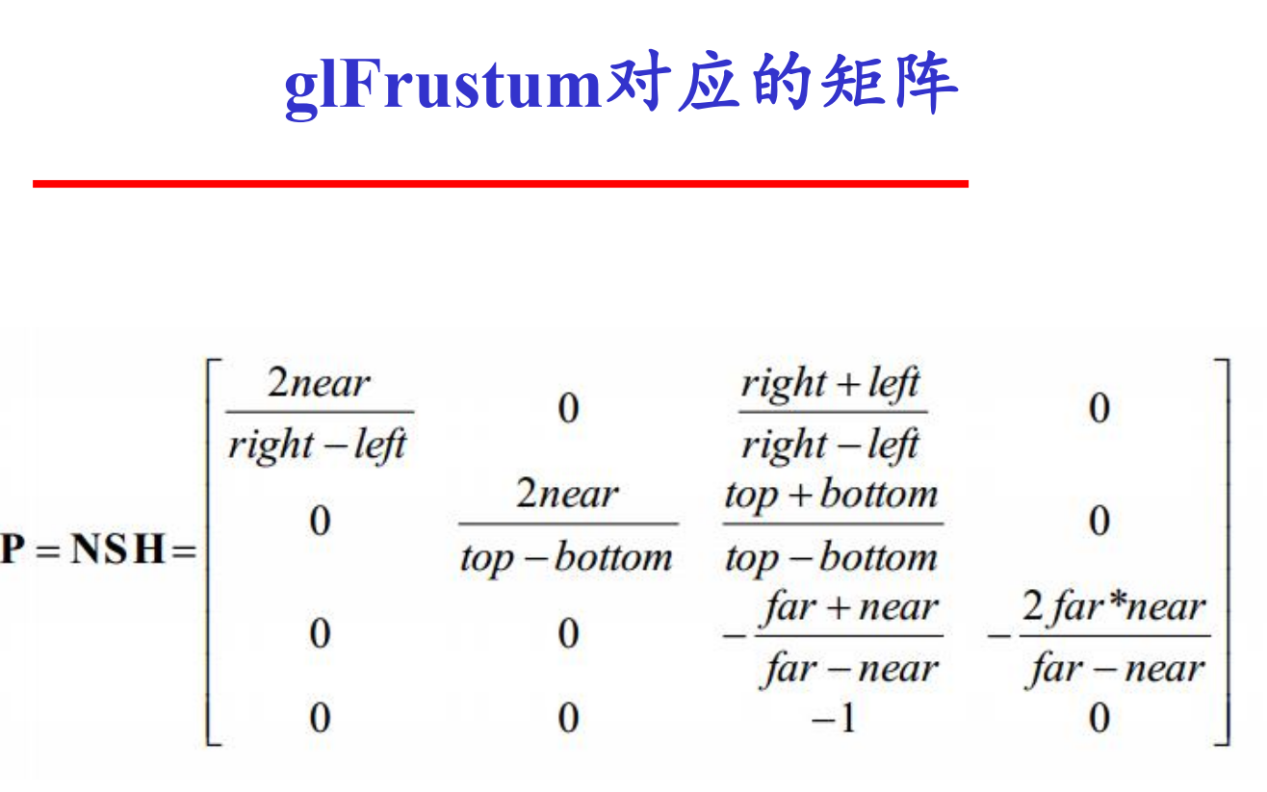 glFrustum对应的矩阵
P = NSH = [ 2near/(right − left) 0 (right + left)/(right − left) 0
0 2near/(top − bottom) (top + bottom)/(top − bottom) 0
0 0 −(far + near)/(far − near) −2far*near/(far − near)
0 0 −1 0 ]